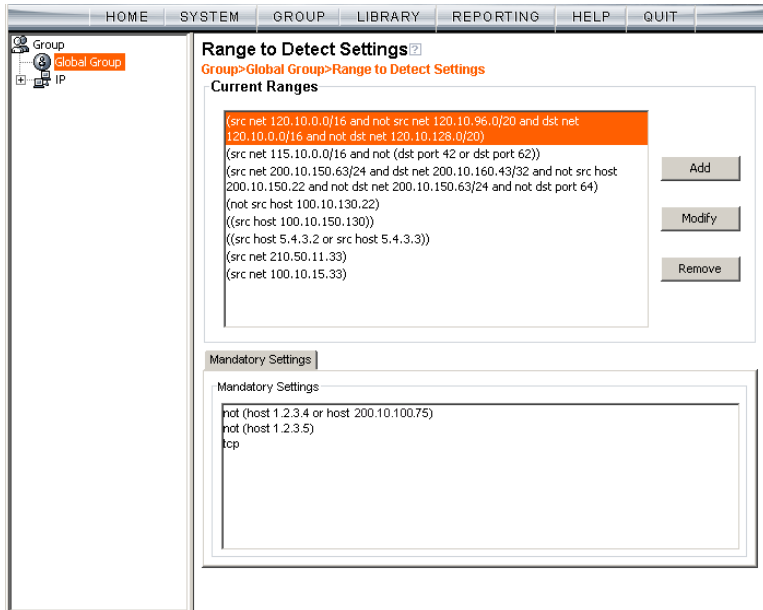 HOME SYSTEM GROUP LIBRARY REPORTING HELP QUIT
Group
Global Group
IP
Range to Detect Settings?
Group>Global Group>Range to Detect Settings
Current Ranges
(src net 120.10.0.0/16 and not src net 120.10.96.0/20 and dst net
120.10.0.0/16 and not dst net 120.10.128.0/20)
(src net 115.10.0.0/16 and not (dst port 42 or dst port 62))
(src net 200.10.150.63/24 and dst net 200.10.160.43/32 and not src host
200.10.150.22 and not dst net 200.10.150.63/24 and not dst port 64)
(not src host 100.10.130.22)
((src host 100.10.150.130))
((src host 5.4.3.2 or src host 5.4.3.3))
(src net 210.50.11.33)
(src net 100.10.15.33)
Add
Modify
Remove
Mandatory Settings
Mandatory Settings
not (host 1.2.3.4 or host 200.10.100.75)
not (host 1.2.3.5)
tcp